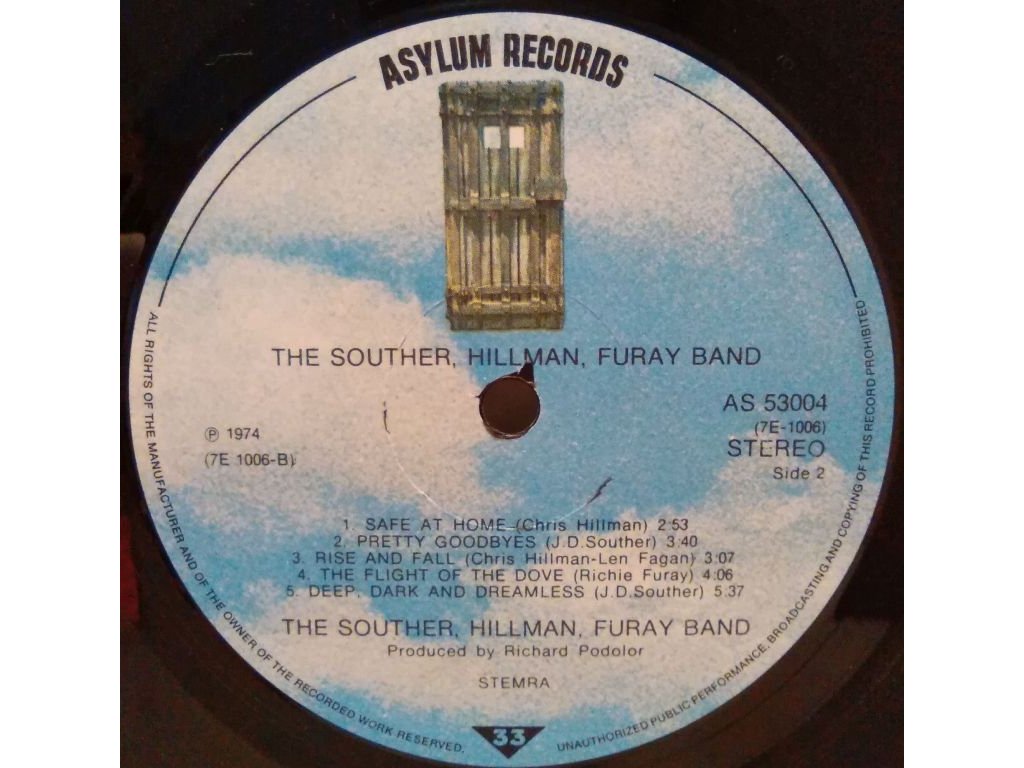 ASYLUM RECORDS
THE SOUTHER, HILLMAN, FURAY BAND
℗ 1974
(7E 1006-B)
AS 53004
(7E-1006)
STEREO
Side 2
1. SAFE AT HOME (Chris Hillman) 2:53
2. PRETTY GOODBYES (J.D.Souther) 3:40
3. RISE AND FALL (Chris Hillman-Len Fagan) 3:07
4. THE FLIGHT OF THE DOVE (Richie Furay) 4:06
5. DEEP, DARK AND DREAMLESS (J.D.Souther) 5:37
THE SOUTHER, HILLMAN, FURAY BAND
Produced by Richard Podolor
STEMRA
33
ALL RIGHTS OF THE MANUFACTURER AND OF THE OWNER OF THE RECORDED WORK RESERVED.
UNAUTHORIZED PUBLIC PERFORMANCE, BROADCASTING AND COPYING OF THIS RECORD PROHIBITED